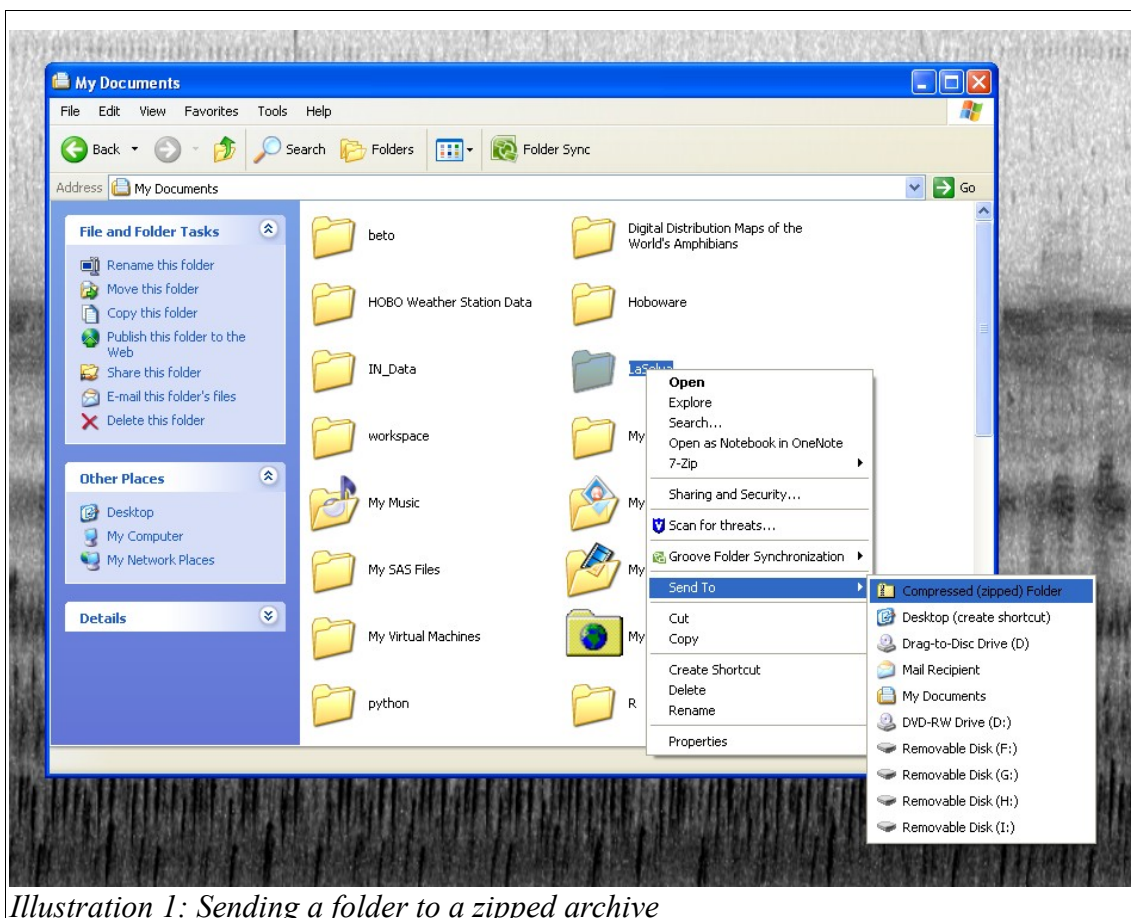 My Documents
File Edit View Favorites Tools Help
Back Search Folders Folder Sync
Address My Documents Go
File and Folder Tasks
Rename this folder
Move this folder
Copy this folder
Publish this folder to the
Web
Share this folder
E-mail this folder's files
Delete this folder
Other Places
Desktop
My Computer
My Network Places
Details
beto
Digital Distribution Maps of the
World's Amphibians
HOBO Weather Station Data
Hoboware
IN_Data
workspace
My
My Music
My
My SAS Files
My
My Virtual Machines
My
python
R
Open
Explore
Search...
Open as Notebook in OneNote
7-Zip
Sharing and Security...
Scan for threats...
Groove Folder Synchronization
Send To
Cut
Copy
Create Shortcut
Delete
Rename
Properties
Compressed (zipped) Folder
Desktop (create shortcut)
Drag-to-Disc Drive (D)
Mail Recipient
My Documents
DVD-RW Drive (D:)
Removable Disk (F:)
Removable Disk (G:)
Removable Disk (H:)
Removable Disk (I:)
Illustration 1: Sending a folder to a zipped archive